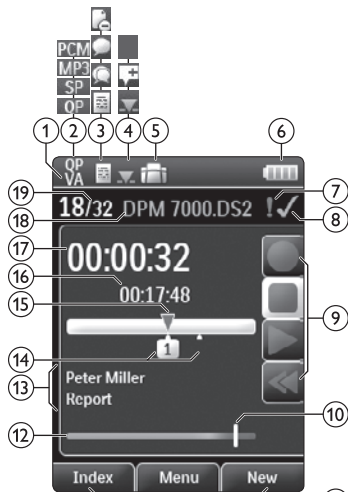 PCM
MP3
SP
QP
1 2 3 4 5 6
QP
VA
19 7
18/32 DPM 7000.DS2 !
18 8
17
00:00:32
16
00:17:48
15
9
14
1
13
Peter Miller
Report
10
12
Index Menu New